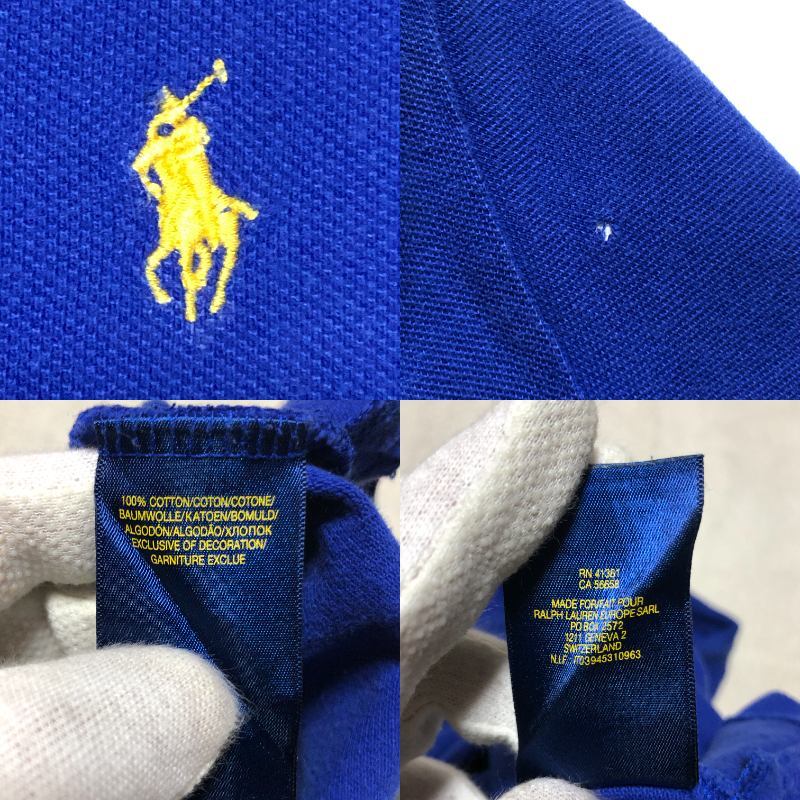 100% COTTON/COTON/COTONE/
BAUMWOLLE/KATOEN/BOMULD/
ALGODÓN/ALGODÃO/ХЛОПОК
EXCLUSIVE OF DECORATION/
GARNITURE EXCLUE
RN 41381
CA 56658
MADE FOR/FAIT POUR
RALPH LAUREN EUROPE SARL
PO BOX 2572
1211 GENEVA 2
SWITZERLAND
N.I.F. IT03945310963